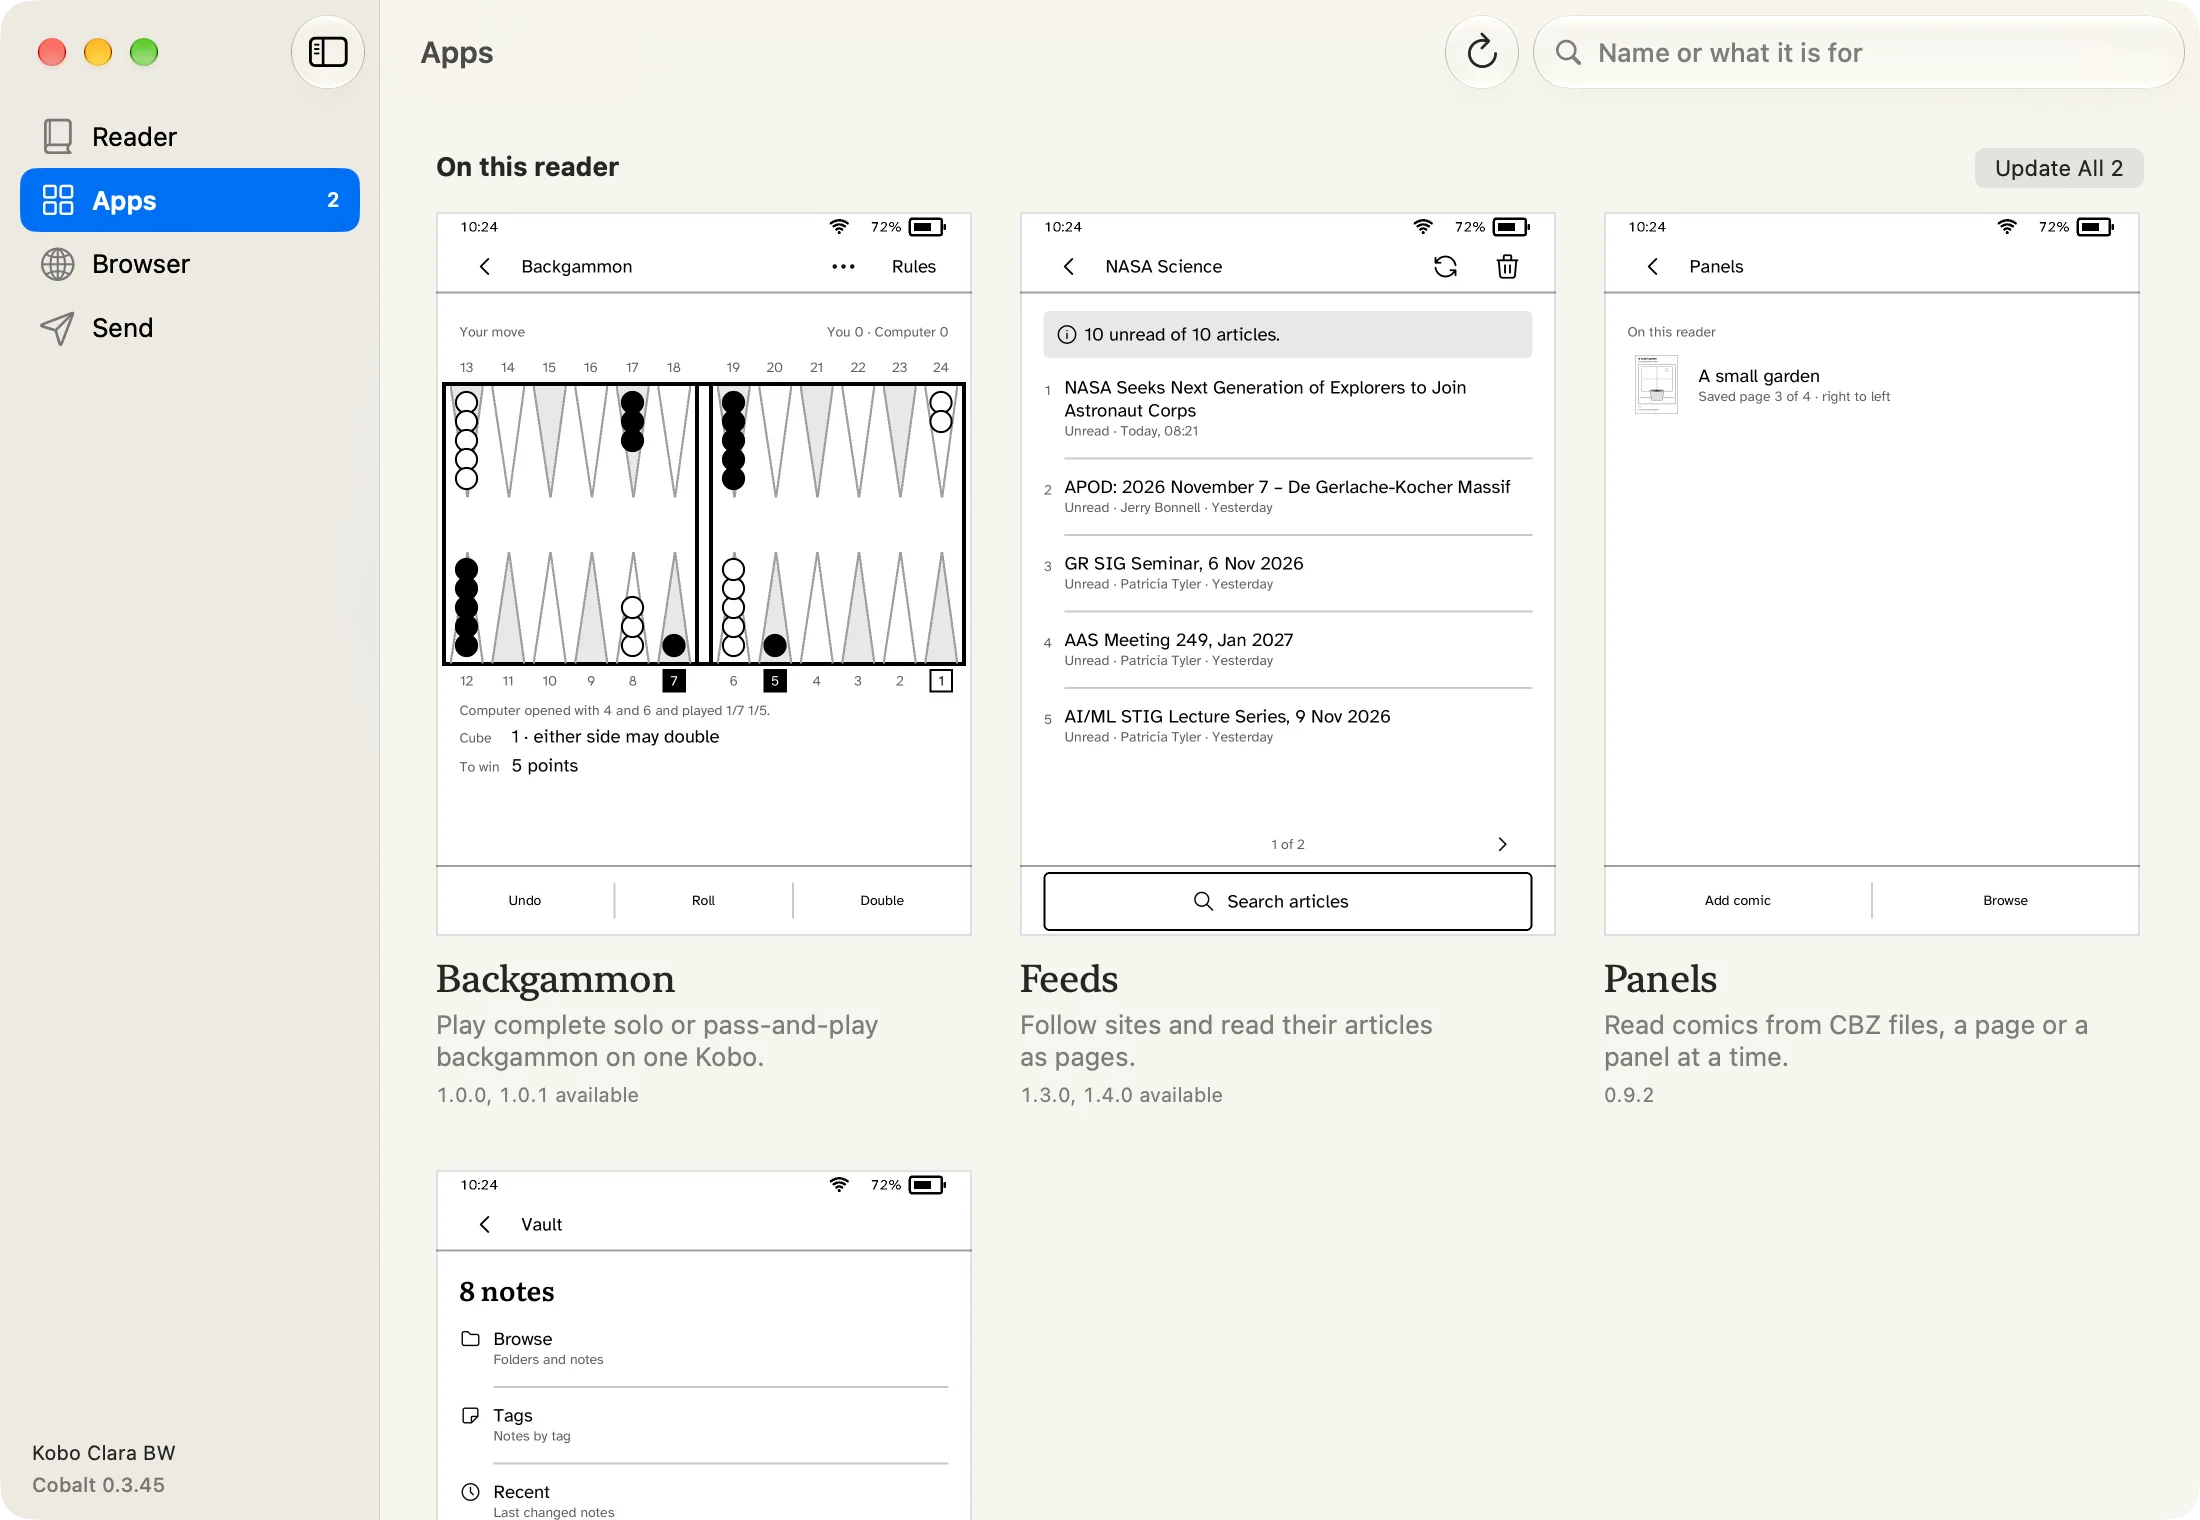 Apps
Name or what it is for
Reader
Apps 2
Browser
Send
Kobo Clara BW
Cobalt 0.3.45
On this reader
Update All 2
10:24 72%
Backgammon ••• Rules
Your move You 0 · Computer 0
13 14 15 16 17 18 19 20 21 22 23 24
12 11 10 9 8 7 6 5 4 3 2 1
Computer opened with 4 and 6 and played 1/7 1/5.
Cube 1 · either side may double
To win 5 points
Undo Roll Double
Backgammon
Play complete solo or pass-and-play
backgammon on one Kobo.
1.0.0, 1.0.1 available
10:24 72%
NASA Science
10 unread of 10 articles.
1 NASA Seeks Next Generation of Explorers to Join
Astronaut Corps
Unread · Today, 08:21
2 APOD: 2026 November 7 – De Gerlache-Kocher Massif
Unread · Jerry Bonnell · Yesterday
3 GR SIG Seminar, 6 Nov 2026
Unread · Patricia Tyler · Yesterday
4 AAS Meeting 249, Jan 2027
Unread · Patricia Tyler · Yesterday
5 AI/ML STIG Lecture Series, 9 Nov 2026
Unread · Patricia Tyler · Yesterday
1 of 2
Search articles
Feeds
Follow sites and read their articles
as pages.
1.3.0, 1.4.0 available
10:24 72%
Panels
On this reader
A small garden
Saved page 3 of 4 · right to left
Add comic Browse
Panels
Read comics from CBZ files, a page or a
panel at a time.
0.9.2
10:24 72%
Vault
8 notes
Browse
Folders and notes
Tags
Notes by tag
Recent
Last changed notes